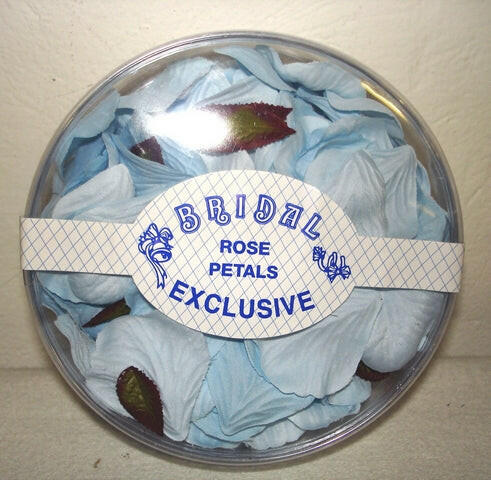 BRIDAL
ROSE
PETALS
EXCLUSIVE